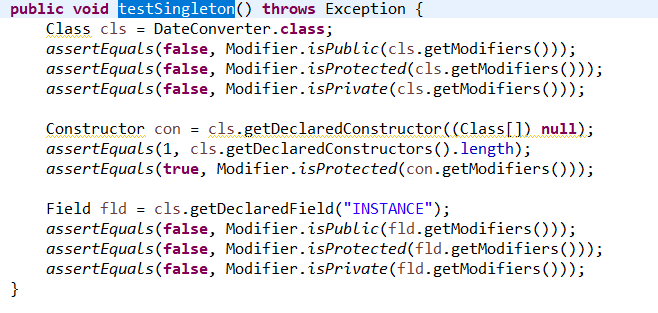 public void testSingleton() throws Exception {
Class cls = DateConverter.class;
assertEquals(false, Modifier.isPublic(cls.getModifiers()));
assertEquals(false, Modifier.isProtected(cls.getModifiers()));
assertEquals(false, Modifier.isPrivate(cls.getModifiers()));
Constructor con = cls.getDeclaredConstructor((Class[]) null);
assertEquals(1, cls.getDeclaredConstructors().length);
assertEquals(true, Modifier.isProtected(con.getModifiers()));
Field fld = cls.getDeclaredField("INSTANCE");
assertEquals(false, Modifier.isPublic(fld.getModifiers()));
assertEquals(false, Modifier.isProtected(fld.getModifiers()));
assertEquals(false, Modifier.isPrivate(fld.getModifiers()));
}